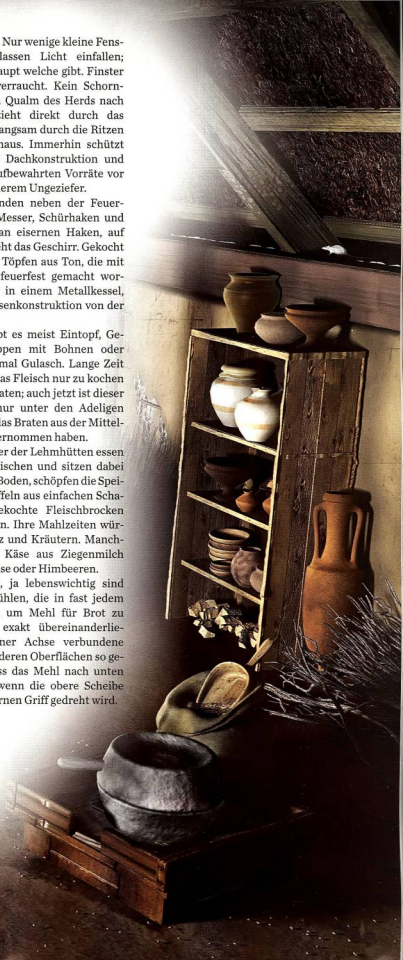 Nur wenige kleine Fens-
lassen Licht einfallen;
aupt welche gibt. Finster
verraucht. Kein Schorn-
Qualm des Herds nach
zieht direkt durch das
angsam durch die Ritzen
haus. Immerhin schützt
Dachkonstruktion und
ufbewahrten Vorräte vor
derem Ungeziefer.
nden neben der Feuer-
Messer, Schürhaken und
an eisernen Haken, auf
eht das Geschirr. Gekocht
Töpfen aus Ton, die mit
feuerfest gemacht wor-
in einem Metallkessel,
senkonstruktion von der
bt es meist Eintopf, Ge-
ppen mit Bohnen oder
mal Gulasch. Lange Zeit
das Fleisch nur zu kochen
aten; auch jetzt ist dieser
nur unter den Adeligen
das Braten aus der Mittel-
ernommen haben.
er der Lehmhütten essen
ischen und sitzen dabei
Boden, schöpfen die Spei-
ffeln aus einfachen Scha-
ekochte Fleischbrocken
n. Ihre Mahlzeiten wür-
z und Kräutern. Manch-
Käse aus Ziegenmilch
se oder Himbeeren.
, ja lebenswichtig sind
ühlen, die in fast jedem
um Mehl für Brot zu
exakt übereinanderlie-
ner Achse verbundene
deren Oberflächen so ge-
ss das Mehl nach unten
wenn die obere Scheibe
rnen Griff gedreht wird.